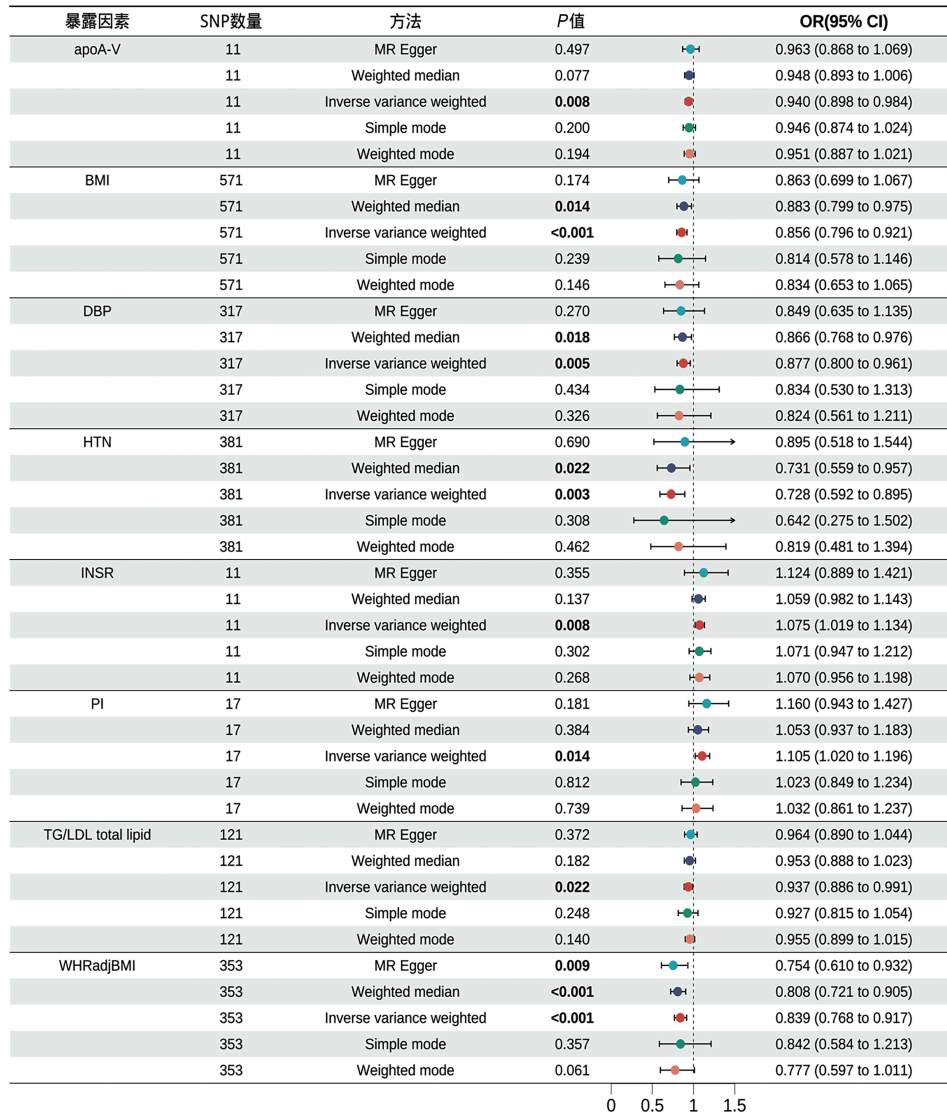 暴露因素 SNP数量 方法 P值 OR(95% CI)
apoA-V 11 MR Egger 0.497 0.963 (0.868 to 1.069)
11 Weighted median 0.077 0.948 (0.893 to 1.006)
11 Inverse variance weighted 0.008 0.940 (0.898 to 0.984)
11 Simple mode 0.200 0.946 (0.874 to 1.024)
11 Weighted mode 0.194 0.951 (0.887 to 1.021)
BMI 571 MR Egger 0.174 0.863 (0.699 to 1.067)
571 Weighted median 0.014 0.883 (0.799 to 0.975)
571 Inverse variance weighted <0.001 0.856 (0.796 to 0.921)
571 Simple mode 0.239 0.814 (0.578 to 1.146)
571 Weighted mode 0.146 0.834 (0.653 to 1.065)
DBP 317 MR Egger 0.270 0.849 (0.635 to 1.135)
317 Weighted median 0.018 0.866 (0.768 to 0.976)
317 Inverse variance weighted 0.005 0.877 (0.800 to 0.961)
317 Simple mode 0.434 0.834 (0.530 to 1.313)
317 Weighted mode 0.326 0.824 (0.561 to 1.211)
HTN 381 MR Egger 0.690 0.895 (0.518 to 1.544)
381 Weighted median 0.022 0.731 (0.559 to 0.957)
381 Inverse variance weighted 0.003 0.728 (0.592 to 0.895)
381 Simple mode 0.308 0.642 (0.275 to 1.502)
381 Weighted mode 0.462 0.819 (0.481 to 1.394)
INSR 11 MR Egger 0.355 1.124 (0.889 to 1.421)
11 Weighted median 0.137 1.059 (0.982 to 1.143)
11 Inverse variance weighted 0.008 1.075 (1.019 to 1.134)
11 Simple mode 0.302 1.071 (0.947 to 1.212)
11 Weighted mode 0.268 1.070 (0.956 to 1.198)
PI 17 MR Egger 0.181 1.160 (0.943 to 1.427)
17 Weighted median 0.384 1.053 (0.937 to 1.183)
17 Inverse variance weighted 0.014 1.105 (1.020 to 1.196)
17 Simple mode 0.812 1.023 (0.849 to 1.234)
17 Weighted mode 0.739 1.032 (0.861 to 1.237)
TG/LDL total lipid 121 MR Egger 0.372 0.964 (0.890 to 1.044)
121 Weighted median 0.182 0.953 (0.888 to 1.023)
121 Inverse variance weighted 0.022 0.937 (0.886 to 0.991)
121 Simple mode 0.248 0.927 (0.815 to 1.054)
121 Weighted mode 0.140 0.955 (0.899 to 1.015)
WHRadjBMI 353 MR Egger 0.009 0.754 (0.610 to 0.932)
353 Weighted median <0.001 0.808 (0.721 to 0.905)
353 Inverse variance weighted <0.001 0.839 (0.768 to 0.917)
353 Simple mode 0.357 0.842 (0.584 to 1.213)
353 Weighted mode 0.061 0.777 (0.597 to 1.011)
0 0.5 1 1.5